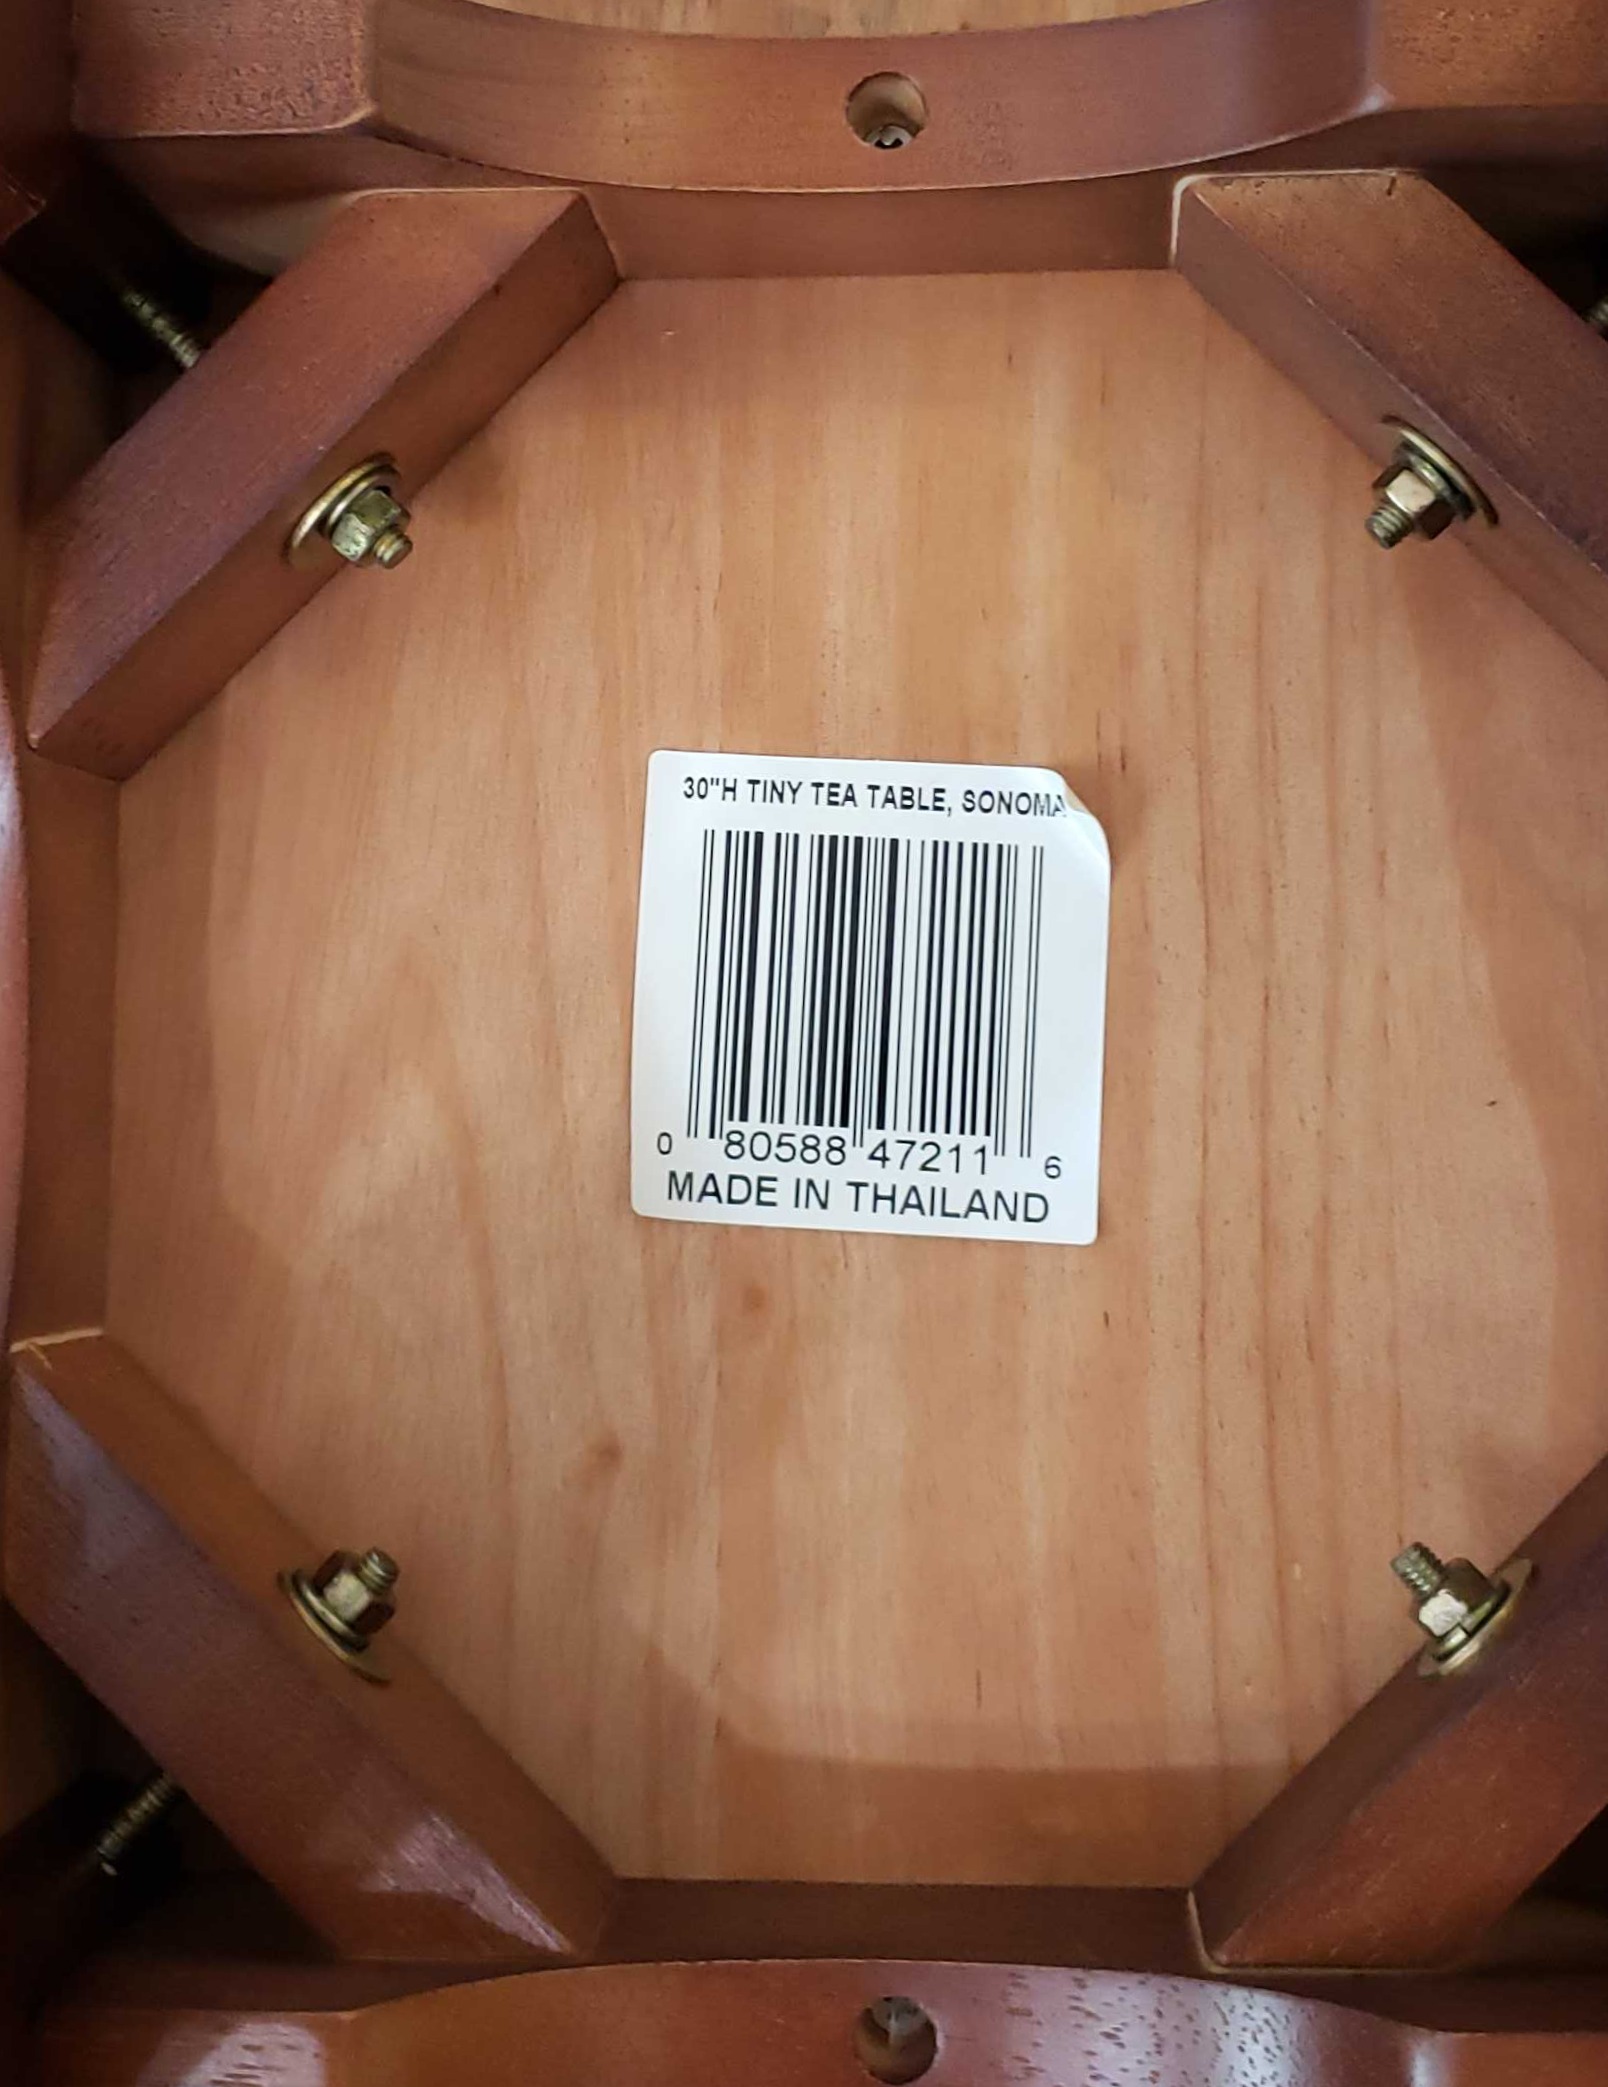 30"H TINY TEA TABLE, SONOMA
0 80588 47211 6
MADE IN THAILAND